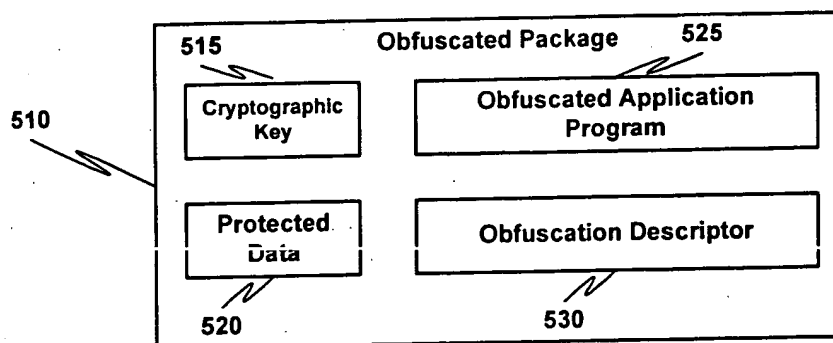 515
Obfuscated Package
525
Cryptographic
Key
Obfuscated Application
Program
510
Protected
Data
Obfuscation Descriptor
520
530